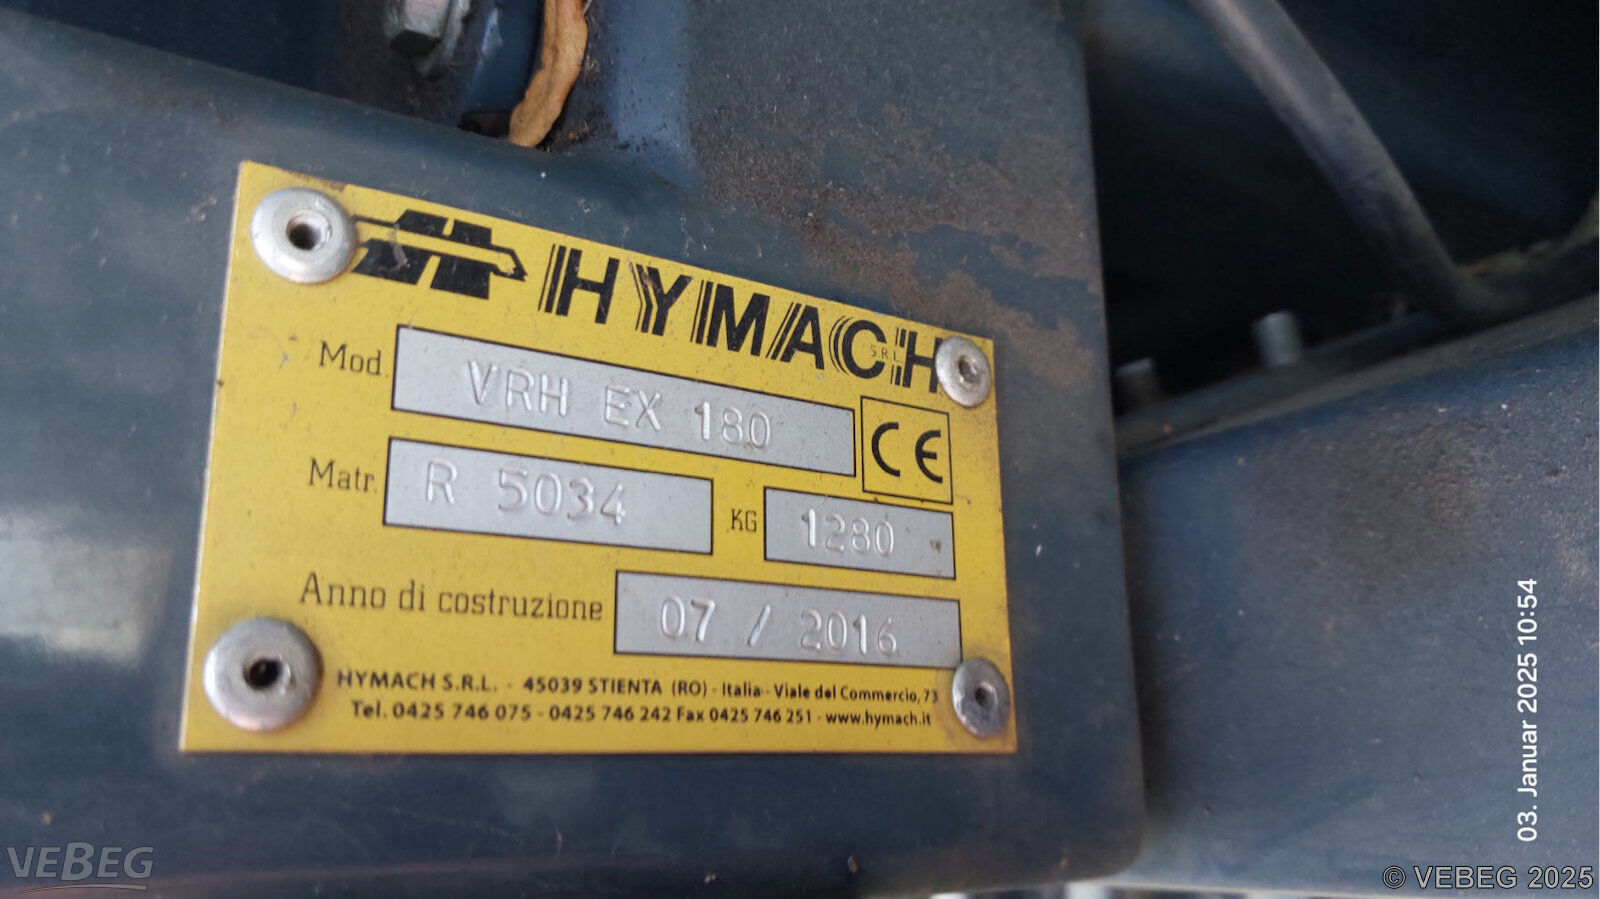 HYMACH
S.R.L.
Mod. VRH EX 180
CE
Matr. R 5034
KG 1280
Anno di costruzione 07 / 2016
HYMACH S.R.L. - 45039 STIENTA (RO) - Italia - Viale del Commercio, 73
Tel. 0425 746 075 - 0425 746 242 Fax 0425 746 251 - www.hymach.it
03. Januar 2025 10:54
VEBEG
© VEBEG 2025